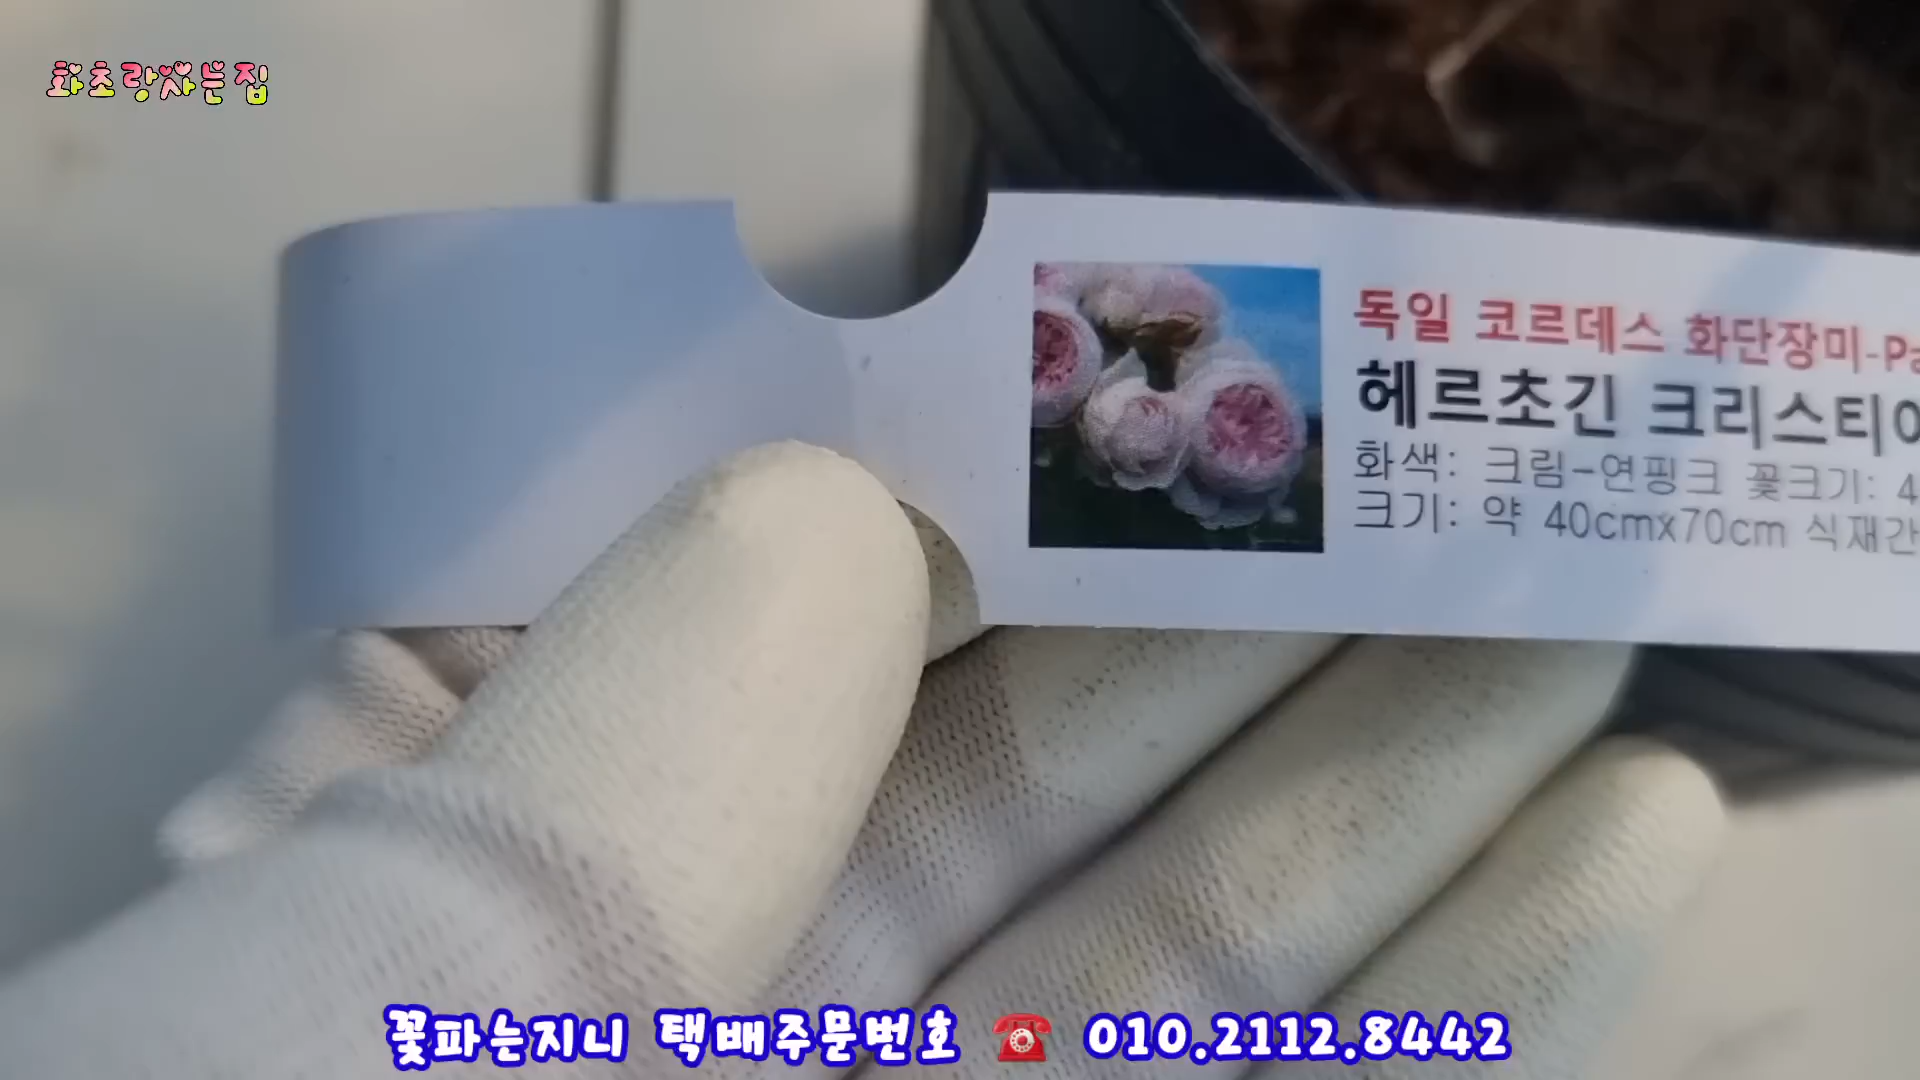 화초랑사는집
독일 코르데스 화단장미-Pa
헤르초긴 크리스티
화색: 크림-연핑크 꽃크기: 4
크기: 약 40cmx70cm 식재간
꽃파는지니 택배주문번호 ☎ 010.2112.8442